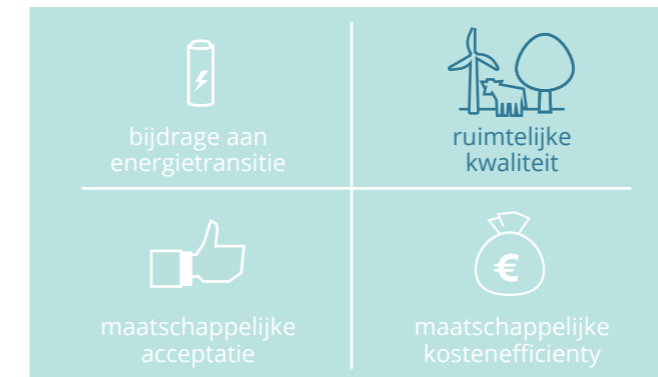 bijdrage aan
energietransitie
ruimtelijke
kwaliteit
€
maatschappelijke
acceptatie
maatschappelijke
kostenefficienty